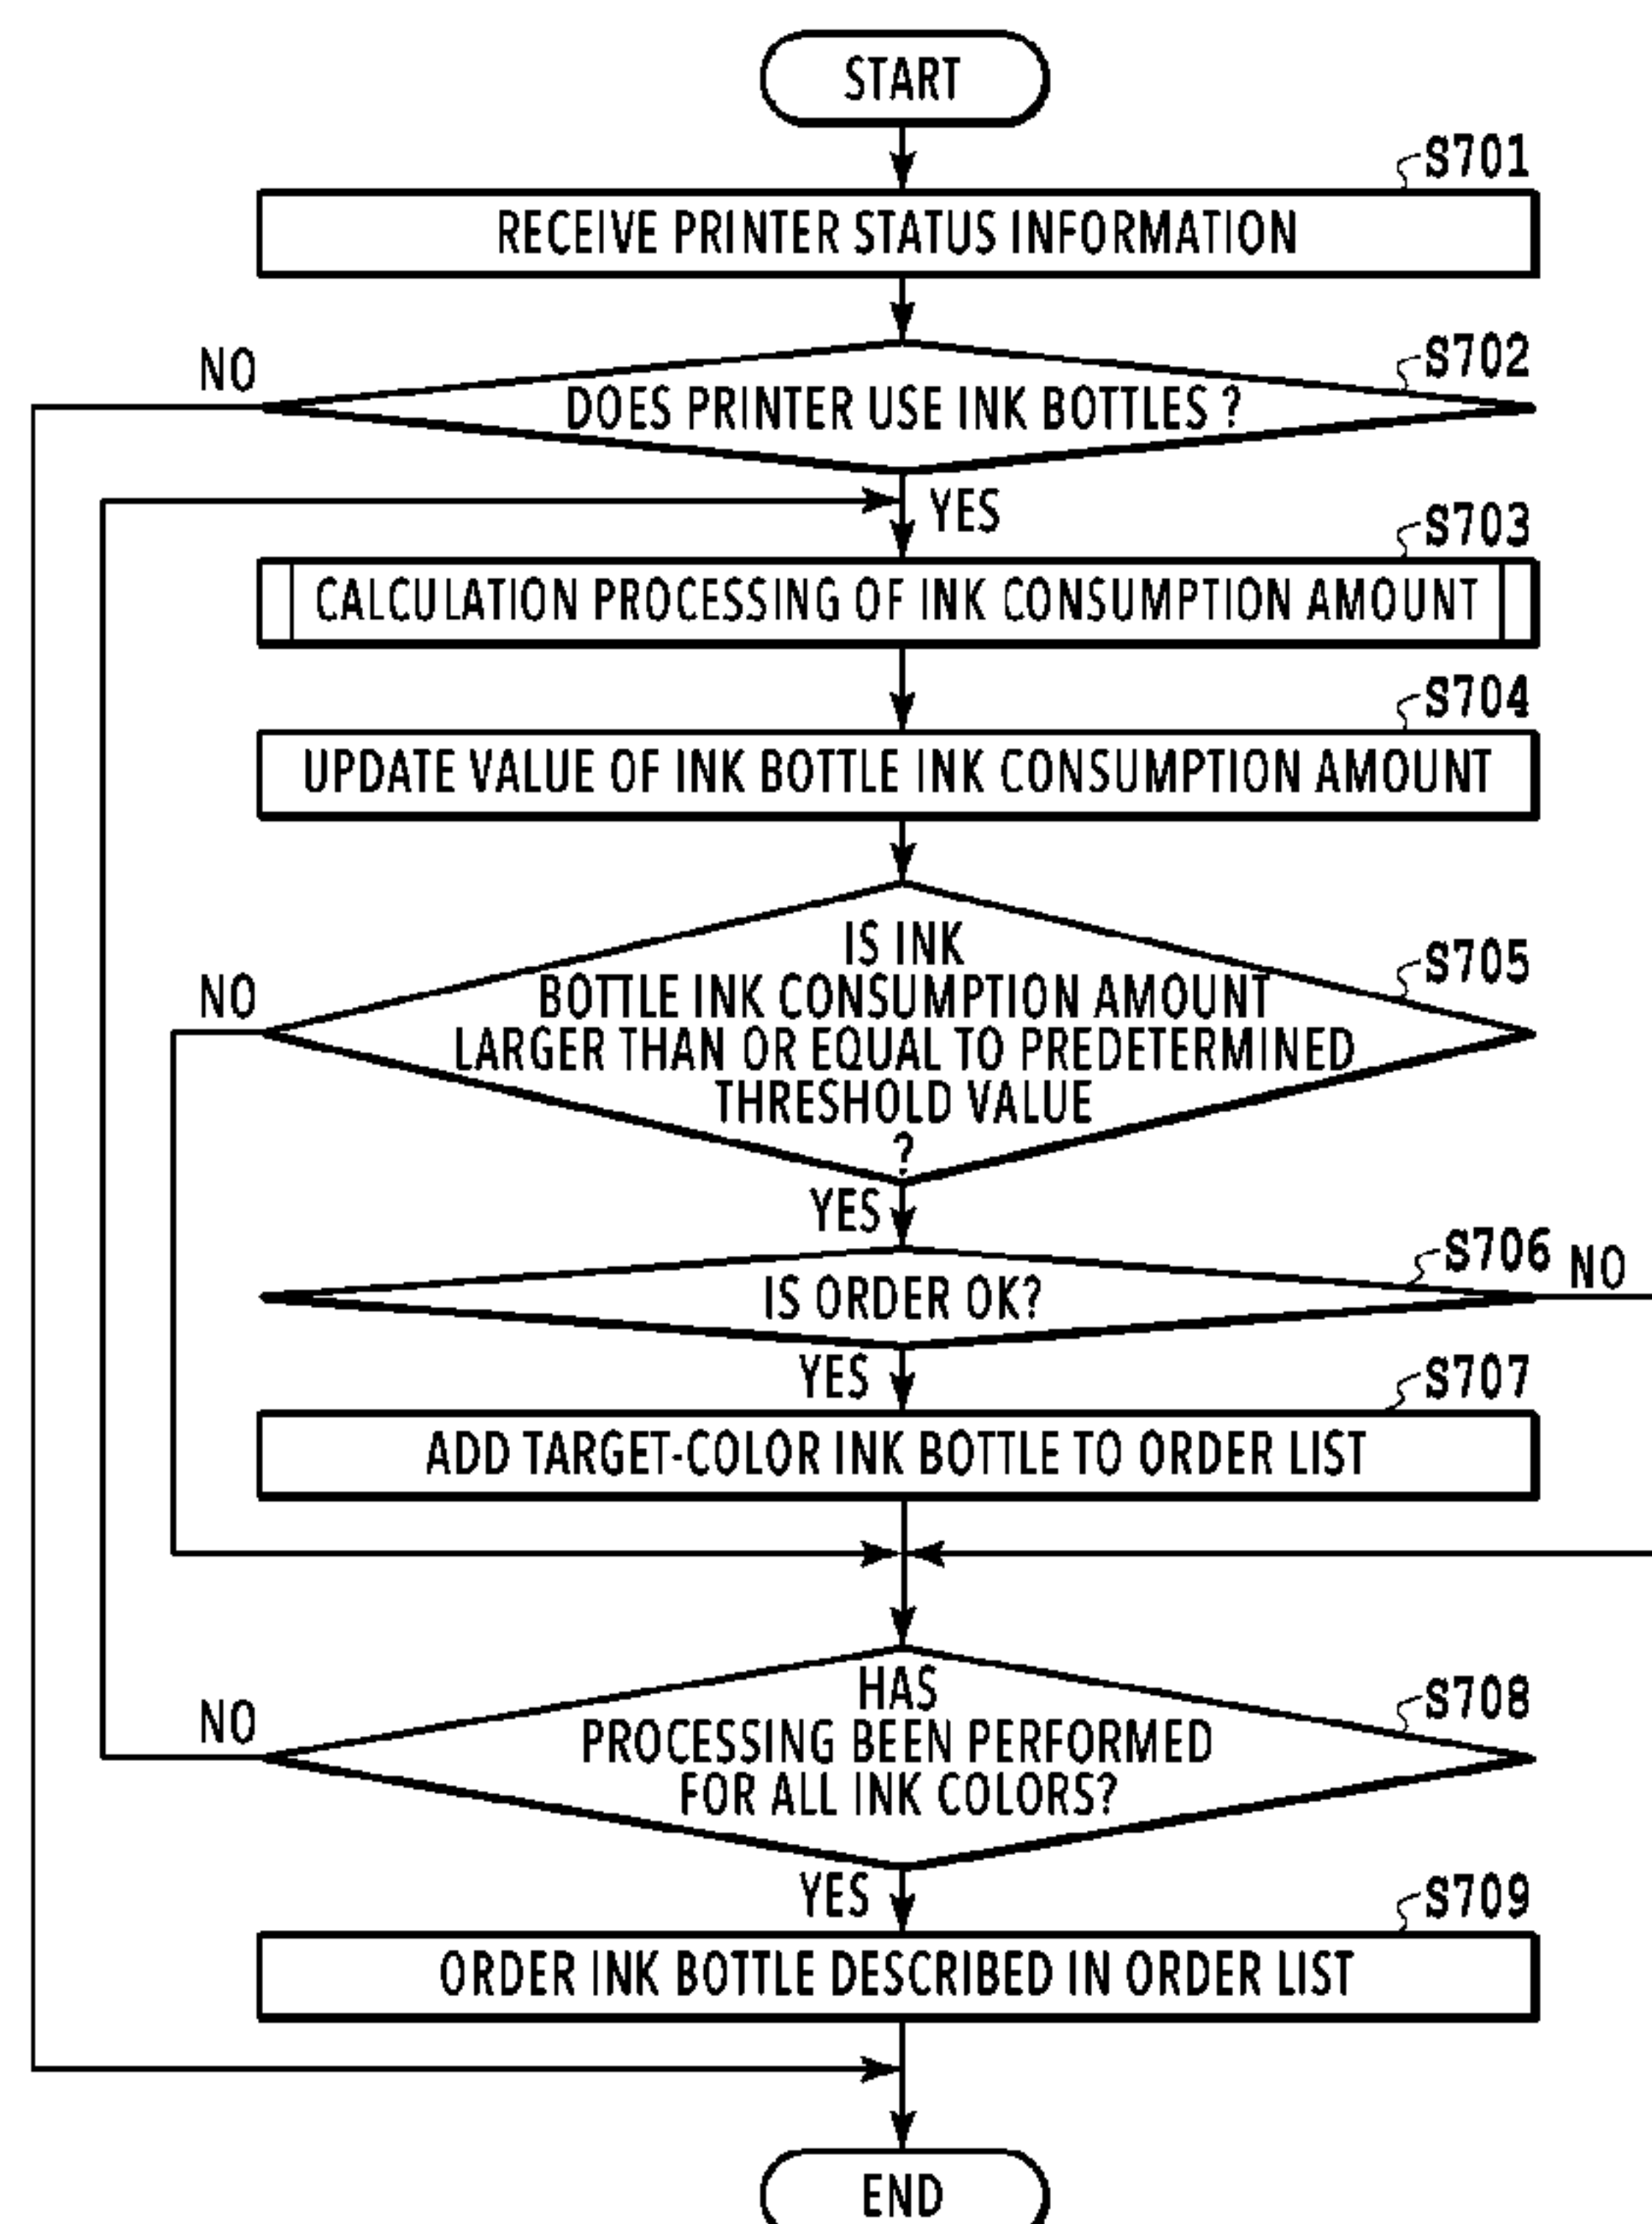 START
S701
RECEIVE PRINTER STATUS INFORMATION
S702
NO
DOES PRINTER USE INK BOTTLES ?
YES
S703
CALCULATION PROCESSING OF INK CONSUMPTION AMOUNT
S704
UPDATE VALUE OF INK BOTTLE INK CONSUMPTION AMOUNT
S705
NO
IS INK
BOTTLE INK CONSUMPTION AMOUNT
LARGER THAN OR EQUAL TO PREDETERMINED
THRESHOLD VALUE
?
YES
S706 NO
IS ORDER OK?
YES
S707
ADD TARGET-COLOR INK BOTTLE TO ORDER LIST
S708
NO
HAS
PROCESSING BEEN PERFORMED
FOR ALL INK COLORS?
YES
S709
ORDER INK BOTTLE DESCRIBED IN ORDER LIST
END